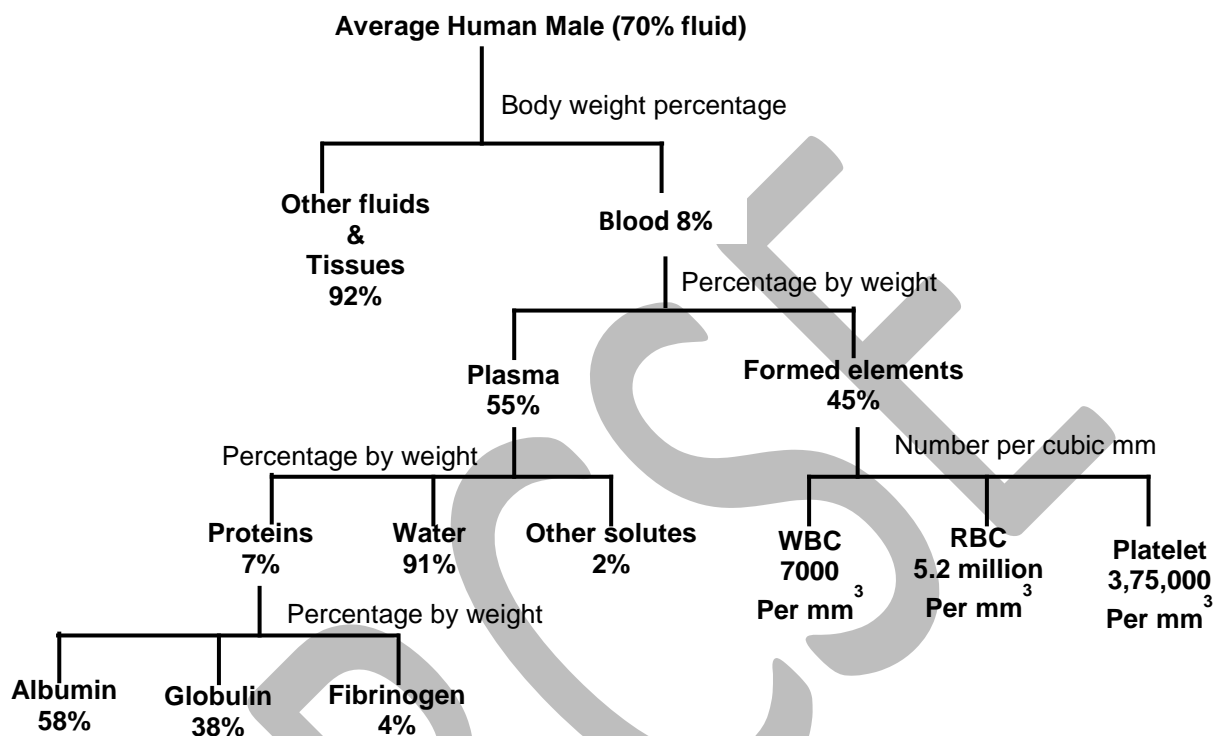 Average Human Male (70% fluid)
Body weight percentage
Other fluids
&
Tissues
92%
Blood 8%
Percentage by weight
Plasma
55%
Formed elements
45%
Percentage by weight
Number per cubic mm
Proteins
7%
Water
91%
Other solutes
2%
WBC
7000
Per mm³
RBC
5.2 million
Per mm³
Platelet
3,75,000
Per mm³
Percentage by weight
Albumin
58%
Globulin
38%
Fibrinogen
4%